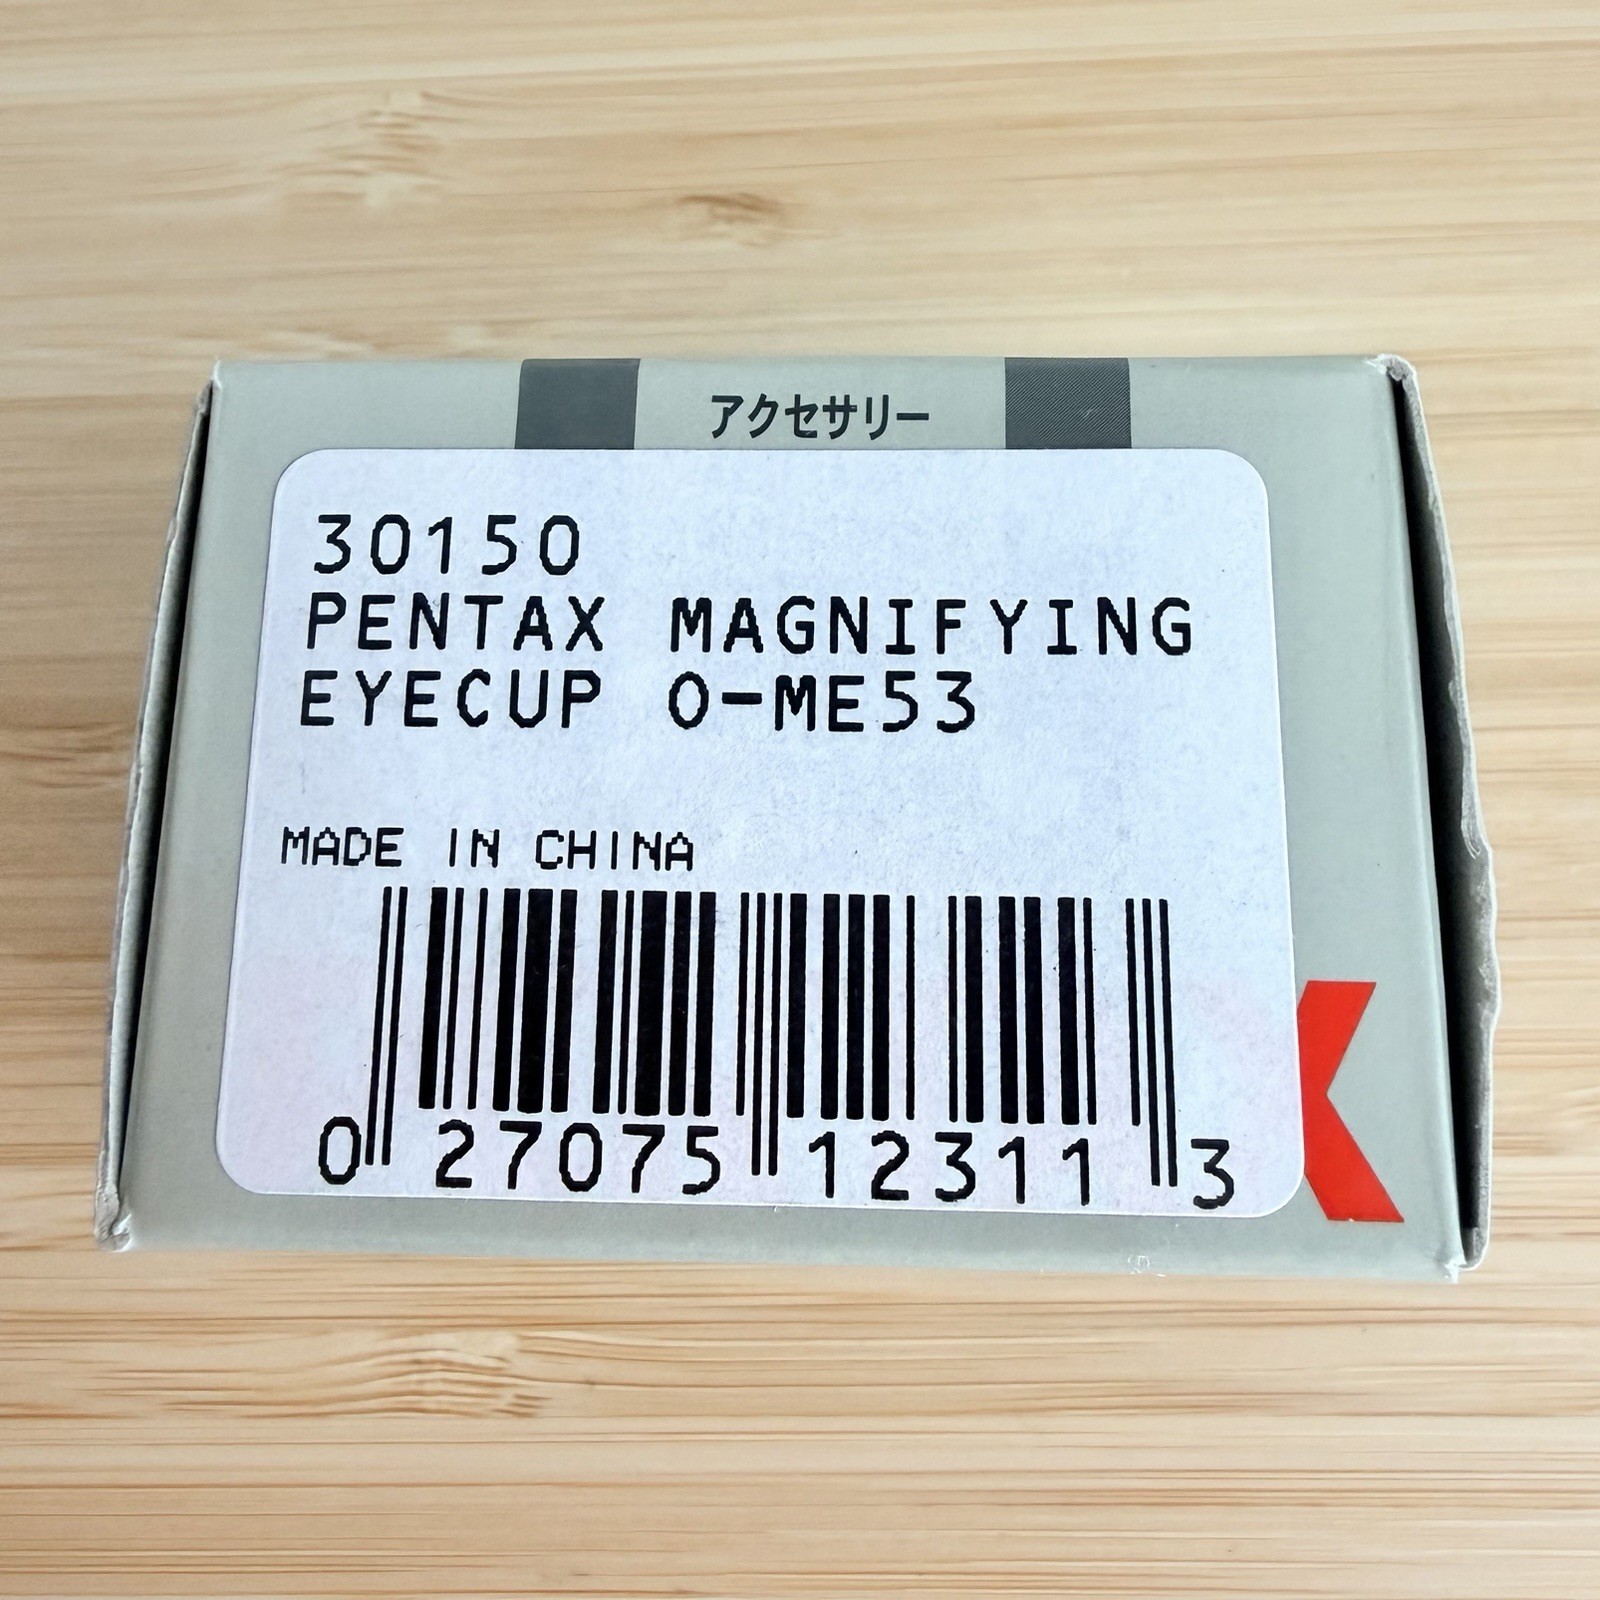 アクセサリー
30150
PENTAX MAGNIFYING
EYECUP O-ME53
MADE IN CHINA
0 27075 12311 3